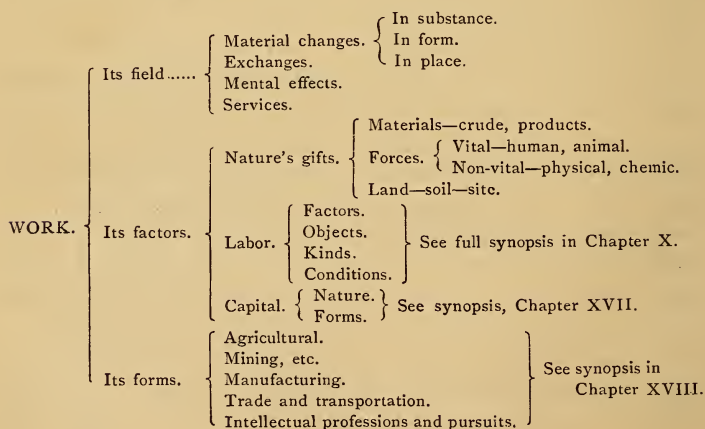 In substance.
Material changes. In form.
Exchanges. In place.
Its field......
Mental effects.
Services.
Materials—crude, products.
Nature's gifts. Forces. Vital—human, animal.
Non-vital—physical, chemic.
Land—soil—site.
Factors.
WORK. Its factors. Labor. Objects. See full synopsis in Chapter X.
Kinds.
Conditions.
Capital. Nature. See synopsis, Chapter XVII.
Forms.
Agricultural.
Mining, etc.
Its forms. Manufacturing. See synopsis in
Trade and transportation. Chapter XVIII.
Intellectual professions and pursuits.